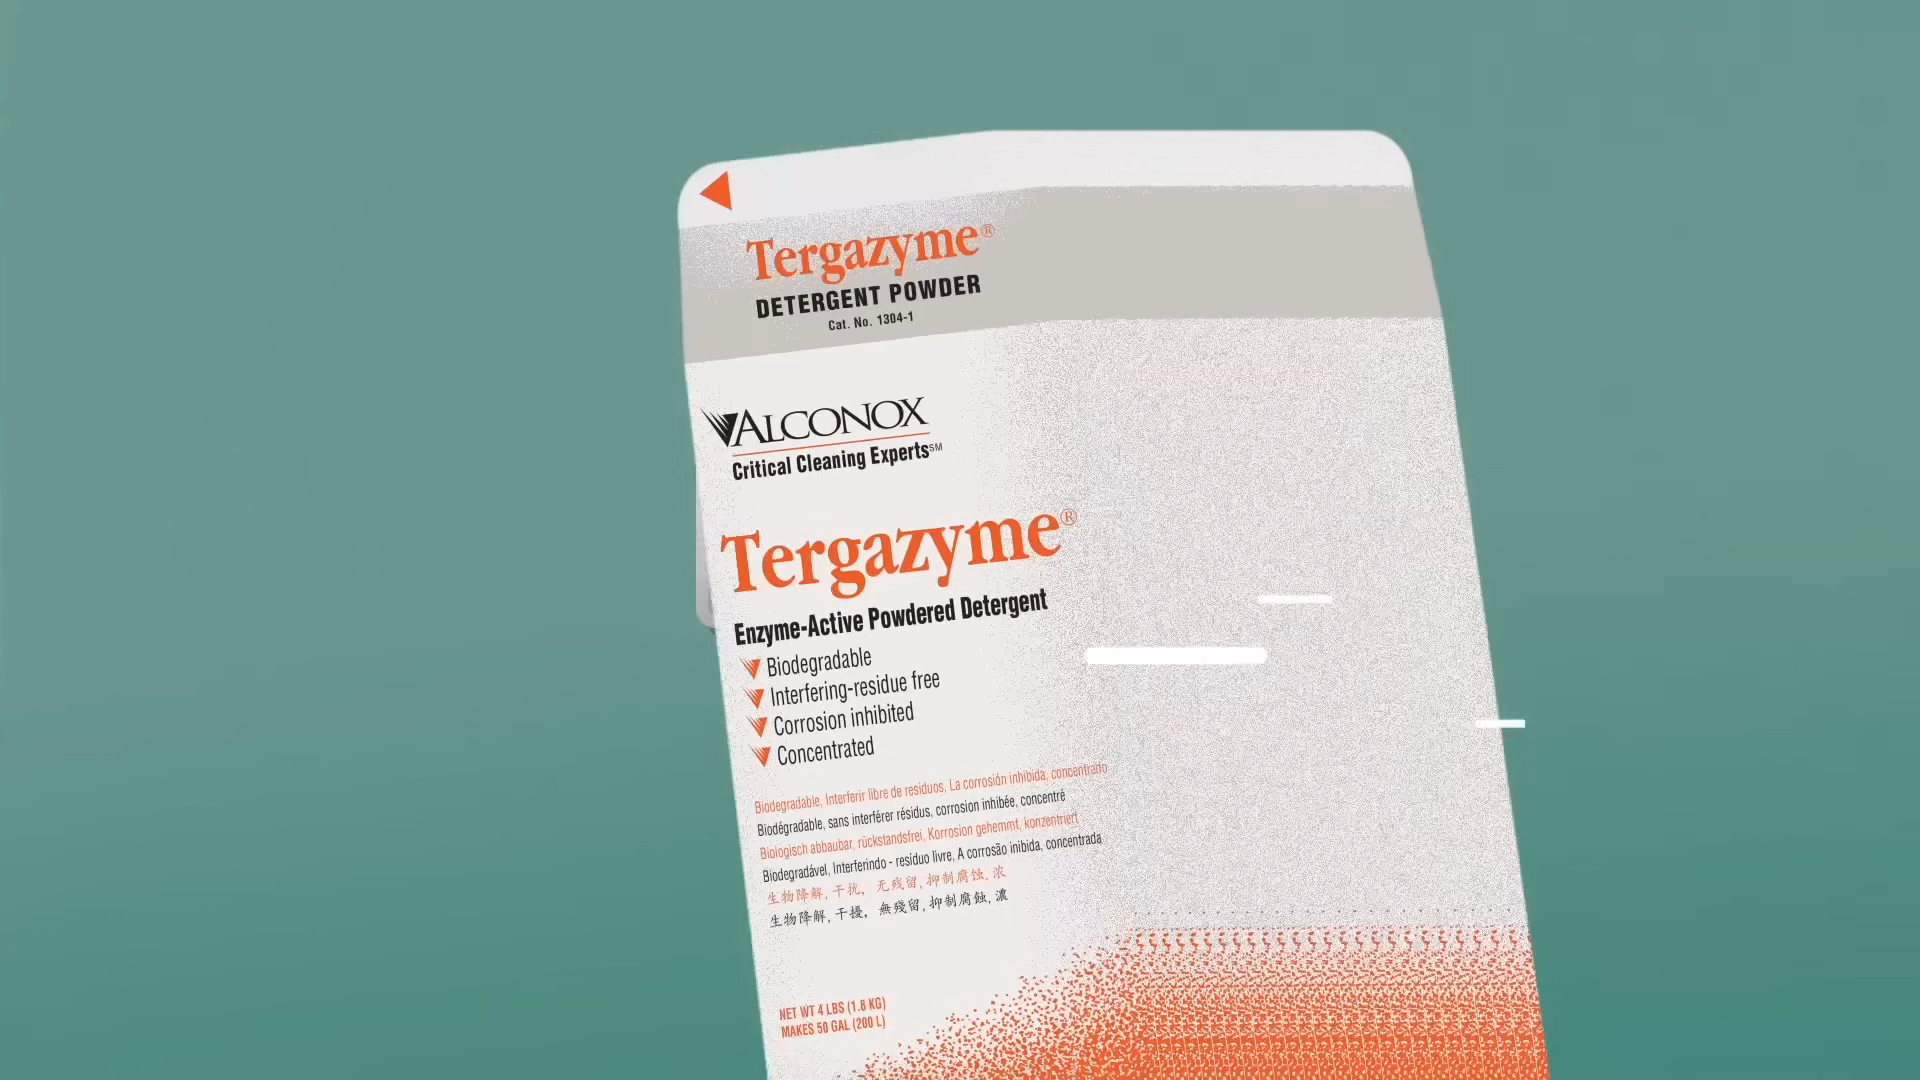 Tergazyme®
DETERGENT POWDER
Cat. No. 1304-1
ALCONOX
Critical Cleaning Experts℠
Tergazyme®
Enzyme-Active Powdered Detergent
Biodegradable
Interfering-residue free
Corrosion inhibited
Concentrated
Biodegradable, Interferir libre de residuos, La corrosión inhibida, concentrado
Biodégradable, sans interférer résidus, corrosion inhibée, concentré
Biologisch abbaubar, rückstandsfrei, Korrosion gehemmt, konzentriert
Biodegradável, Interferindo - resíduo livre, A corrosão inibida, concentrada
生物降解, 干扰, 无残留, 抑制腐蚀, 浓
生物降解, 干擾, 無殘留, 抑制腐蝕, 濃
NET WT 4 LBS (1.8 KG)
MAKES 50 GAL (200 L)